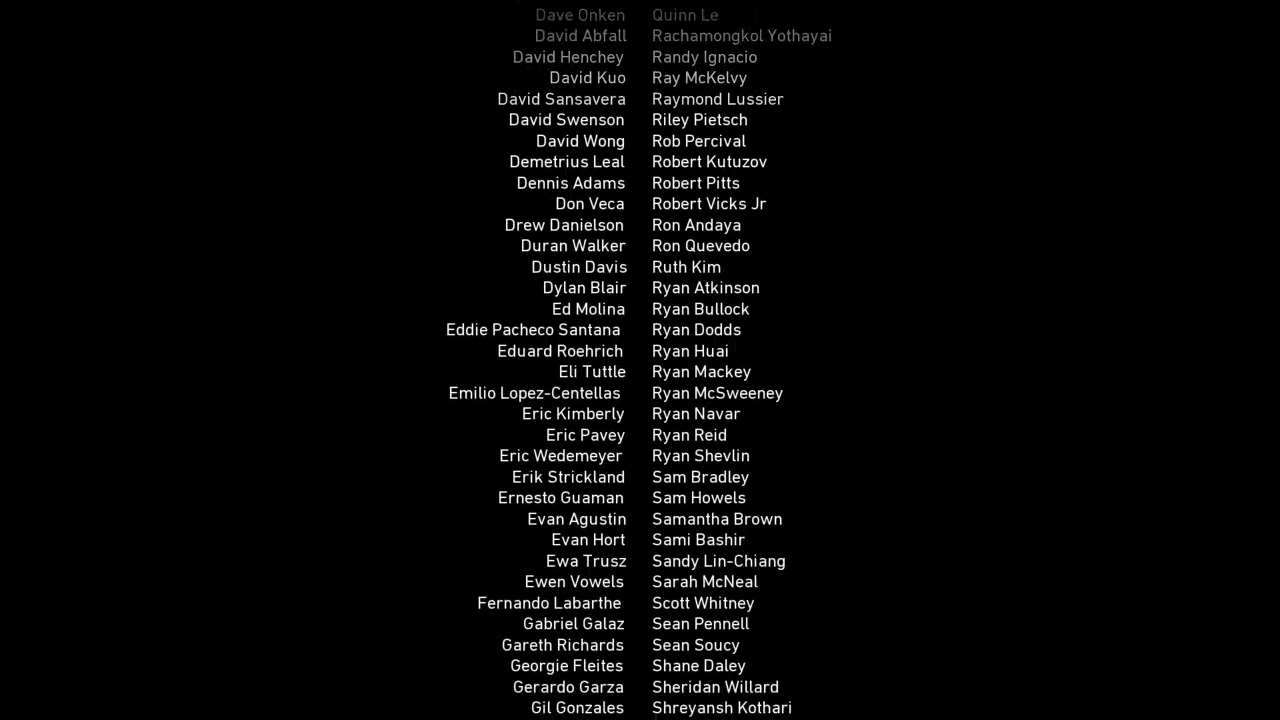 Dave Onken Quinn Le
David Abfall Rachamongkol Yothayai
David Henchey Randy Ignacio
David Kuo Ray McKelvy
David Sansavera Raymond Lussier
David Swenson Riley Pietsch
David Wong Rob Percival
Demetrius Leal Robert Kutuzov
Dennis Adams Robert Pitts
Don Veca Robert Vicks Jr
Drew Danielson Ron Andaya
Duran Walker Ron Quevedo
Dustin Davis Ruth Kim
Dylan Blair Ryan Atkinson
Ed Molina Ryan Bullock
Eddie Pacheco Santana Ryan Dodds
Eduard Roehrich Ryan Huai
Eli Tuttle Ryan Mackey
Emilio Lopez-Centellas Ryan McSweeney
Eric Kimberly Ryan Navar
Eric Pavey Ryan Reid
Eric Wedemeyer Ryan Shevlin
Erik Strickland Sam Bradley
Ernesto Guaman Sam Howels
Evan Agustin Samantha Brown
Evan Hort Sami Bashir
Ewa Trusz Sandy Lin-Chiang
Ewen Vowels Sarah McNeal
Fernando Labarthe Scott Whitney
Gabriel Galaz Sean Pennell
Gareth Richards Sean Soucy
Georgie Fleites Shane Daley
Gerardo Garza Sheridan Willard
Gil Gonzales Shreyansh Kothari